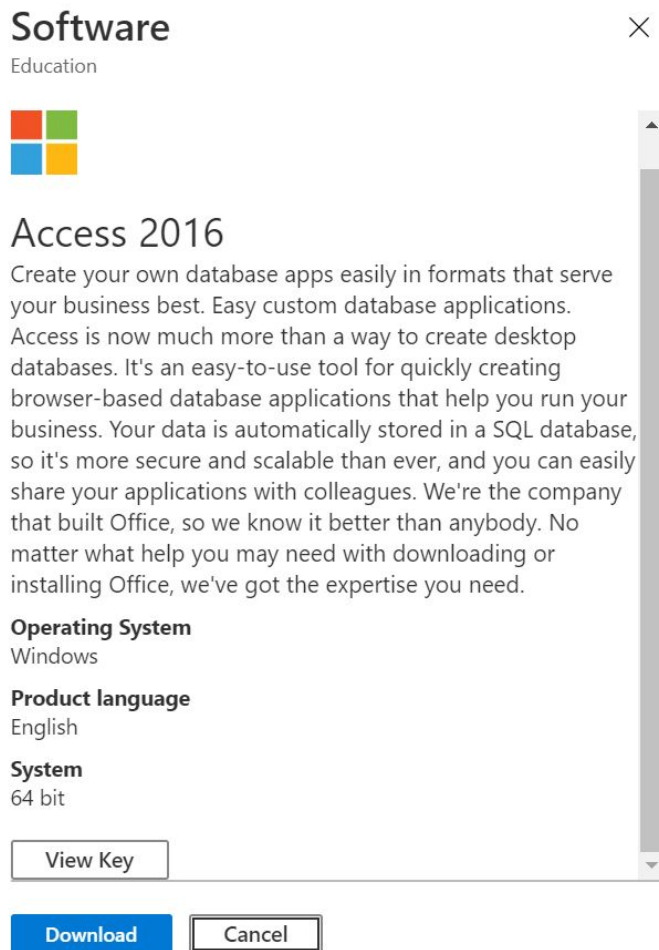 Software
Education
Access 2016
Create your own database apps easily in formats that serve
your business best. Easy custom database applications.
Access is now much more than a way to create desktop
databases. It's an easy-to-use tool for quickly creating
browser-based database applications that help you run your
business. Your data is automatically stored in a SQL database,
so it's more secure and scalable than ever, and you can easily
share your applications with colleagues. We're the company
that built Office, so we know it better than anybody. No
matter what help you may need with downloading or
installing Office, we've got the expertise you need.
Operating System
Windows
Product language
English
System
64 bit
View Key
Download Cancel